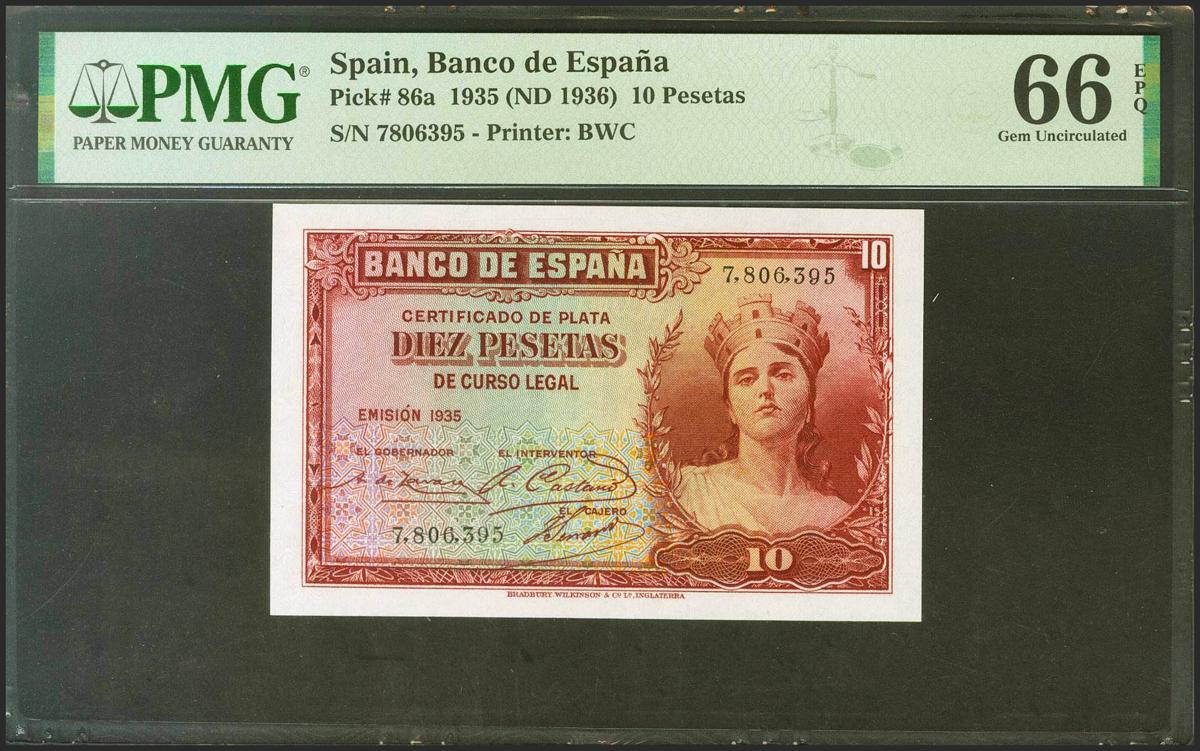 PMG®
PAPER MONEY GUARANTY
Spain, Banco de España
Pick# 86a 1935 (ND 1936) 10 Pesetas
S/N 7806395 - Printer: BWC
66
EPQ
Gem Uncirculated
BANCO DE ESPAÑA
10
7,806,395
CERTIFICADO DE PLATA
DIEZ PESETAS
DE CURSO LEGAL
EMISIÓN 1935
EL GOBERNADOR EL INTERVENTOR
EL CAJERO
7,806,395
10
BRADBURY, WILKINSON & Cº Lᵈ, INGLATERRA